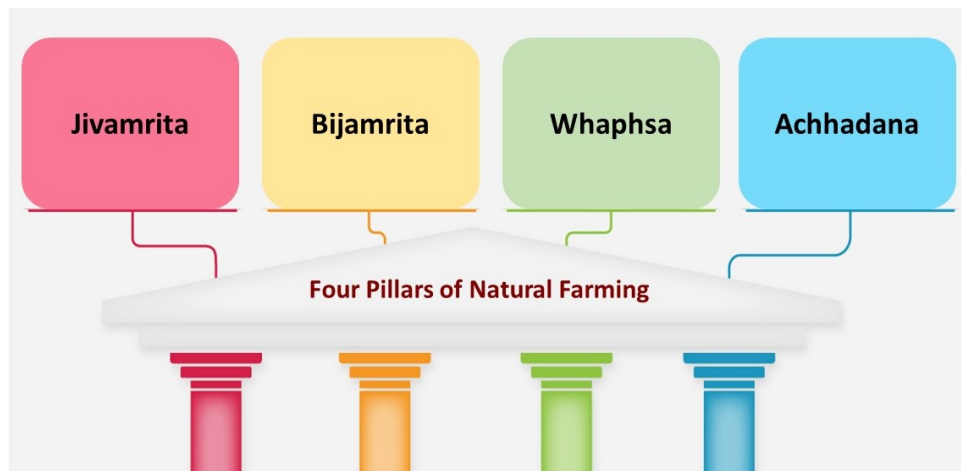 Jivamrita
Bijamrita
Whaphsa
Achhadana
Four Pillars of Natural Farming